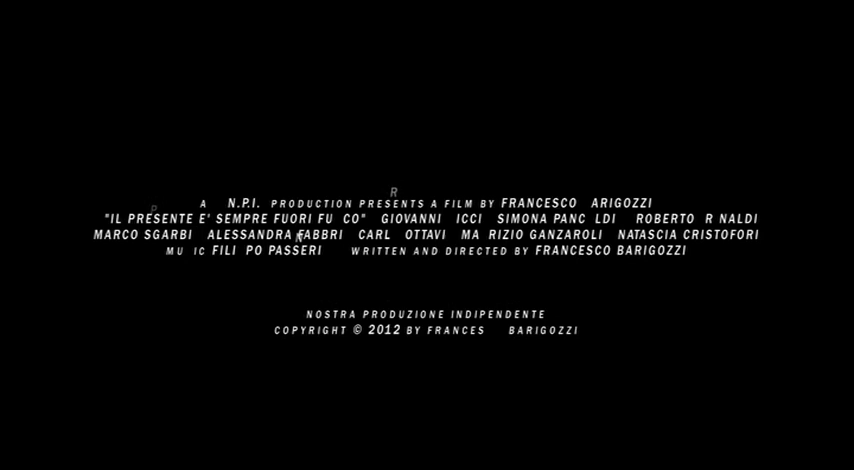 A N.P.I. PRODUCTION PRESENTS A FILM BY FRANCESCO ARIGOZZI
"IL PRESENTE E' SEMPRE FUORI FU CO" GIOVANNI ICCI SIMONA PANC LDI ROBERTO R NALDI
MARCO SGARBI ALESSANDRA FABBRI CARL OTTAVI MA RIZIO GANZAROLI NATASCIA CRISTOFORI
MU IC FILI PO PASSERI WRITTEN AND DIRECTED BY FRANCESCO BARIGOZZI
NOSTRA PRODUZIONE INDIPENDENTE
COPYRIGHT © 2012 BY FRANCES BARIGOZZI